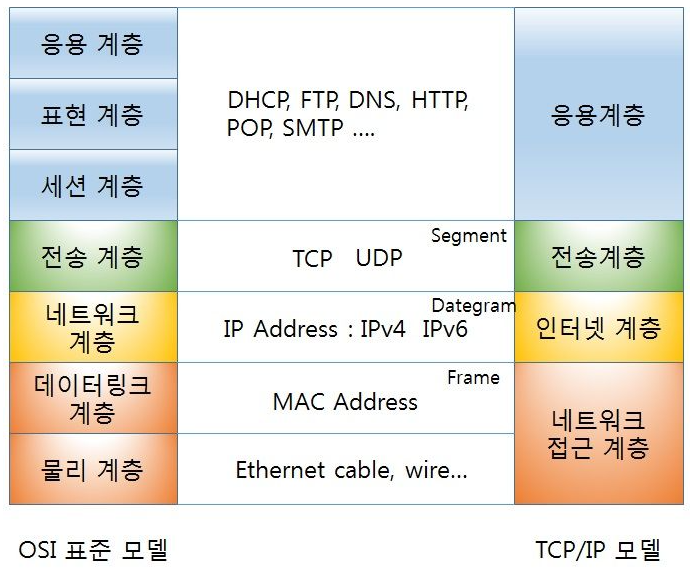 응용 계층
표현 계층
세션 계층
DHCP, FTP, DNS, HTTP,
POP, SMTP ....
응용계층
전송 계층
Segment
TCP UDP
전송계층
네트워크
계층
Dategram
IP Address : IPv4 IPv6
인터넷 계층
데이터링크
계층
Frame
MAC Address
네트워크
접근 계층
물리 계층
Ethernet cable, wire...
OSI 표준 모델
TCP/IP 모델